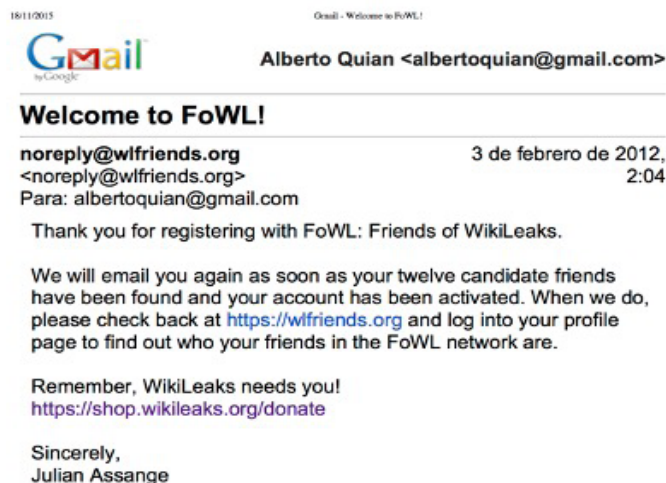 18/11/2015 Gmail - Welcome to FoWL!
Gmail
by Google
Alberto Quian <albertoquian@gmail.com>
Welcome to FoWL!
noreply@wlfriends.org 3 de febrero de 2012,
<noreply@wlfriends.org> 2:04
Para: albertoquian@gmail.com
Thank you for registering with FoWL: Friends of WikiLeaks.
We will email you again as soon as your twelve candidate friends
have been found and your account has been activated. When we do,
please check back at https://wlfriends.org and log into your profile
page to find out who your friends in the FoWL network are.
Remember, WikiLeaks needs you!
https://shop.wikileaks.org/donate
Sincerely,
Julian Assange